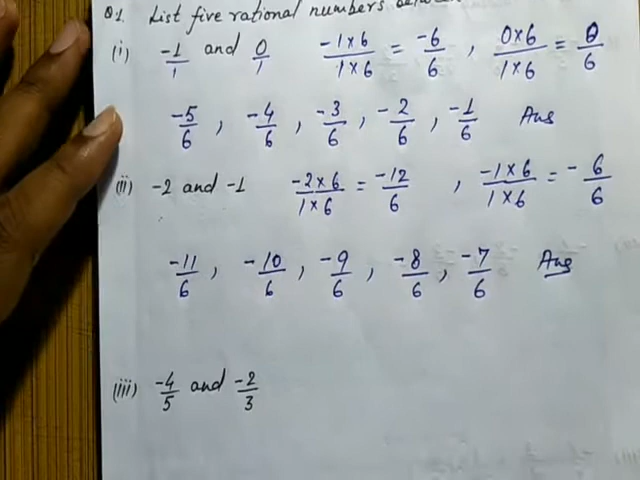 Q1. List five rational numbers between
(i) -1/1 and 0/1 -1×6/1×6 = -6/6 , 0×6/1×6 = 0/6
-5/6 , -4/6 , -3/6 , -2/6 , -1/6 Ans
(ii) -2 and -1 -2×6/1×6 = -12/6 , -1×6/1×6 = -6/6
-11/6 , -10/6 , -9/6 , -8/6 , -7/6 Ans
(iii) -4/5 and -2/3